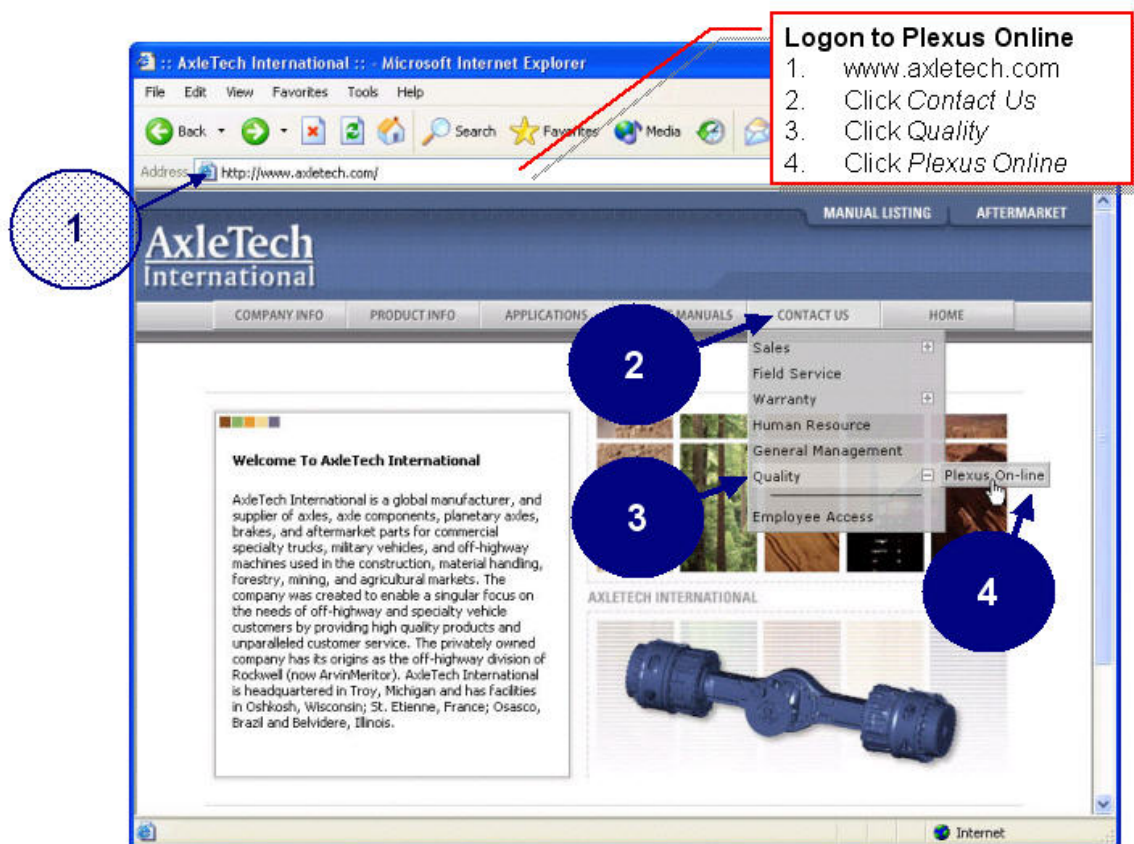 Logon to Plexus Online
1. www.axletech.com
2. Click Contact Us
3. Click Quality
4. Click Plexus Online
:: AxleTech International :: - Microsoft Internet Explorer
File Edit View Favorites Tools Help
Back Search Favorites Media
Address http://www.axletech.com/
1
MANUAL LISTING AFTERMARKET
AxleTech
International
COMPANY INFO PRODUCT INFO APPLICATIONS MANUALS CONTACT US HOME
2
Sales
Field Service
Warranty
Human Resource
General Management
Quality Plexus On-line
Employee Access
3
4
Welcome To AxleTech International
AxleTech International is a global manufacturer, and
supplier of axles, axle components, planetary axles,
brakes, and aftermarket parts for commercial
specialty trucks, military vehicles, and off-highway
machines used in the construction, material handling,
forestry, mining, and agricultural markets. The
company was created to enable a singular focus on
the needs of off-highway and specialty vehicle
customers by providing high quality products and
unparalleled customer service. The privately owned
company has its origins as the off-highway division of
Rockwell (now ArvinMeritor). AxleTech International
is headquartered in Troy, Michigan and has facilities
in Oshkosh, Wisconsin; St. Etienne, France; Osasco,
Brazil and Belvidere, Illinois.
AXLETECH INTERNATIONAL
Internet